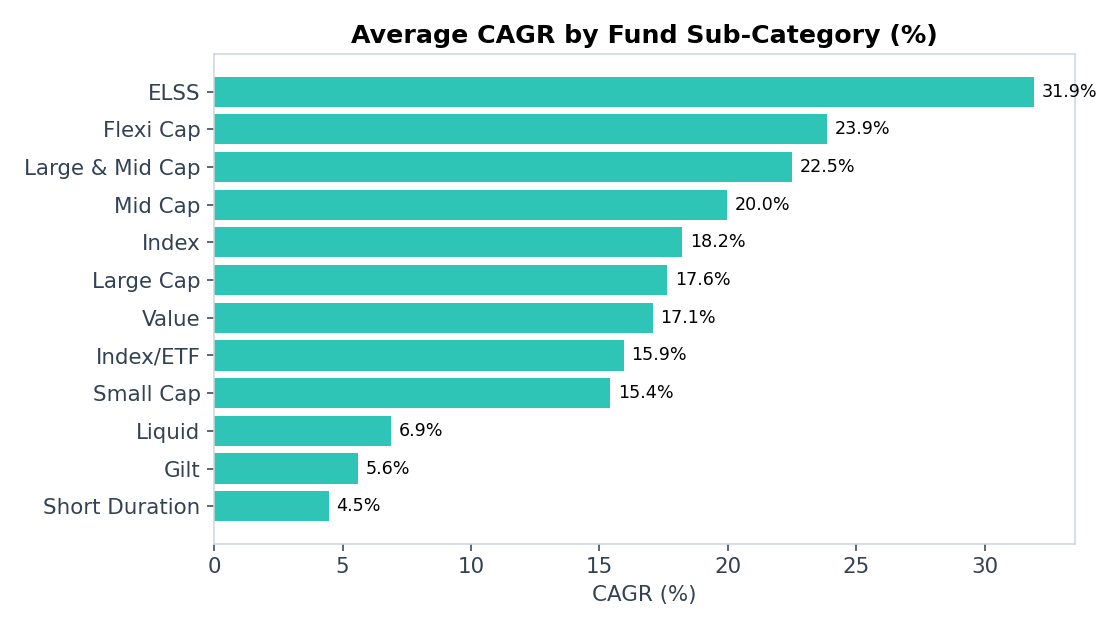 Average CAGR by Fund Sub-Category (%)
ELSS 31.9%
Flexi Cap 23.9%
Large & Mid Cap 22.5%
Mid Cap 20.0%
Index 18.2%
Large Cap 17.6%
Value 17.1%
Index/ETF 15.9%
Small Cap 15.4%
Liquid 6.9%
Gilt 5.6%
Short Duration 4.5%
0 5 10 15 20 25 30
CAGR (%)